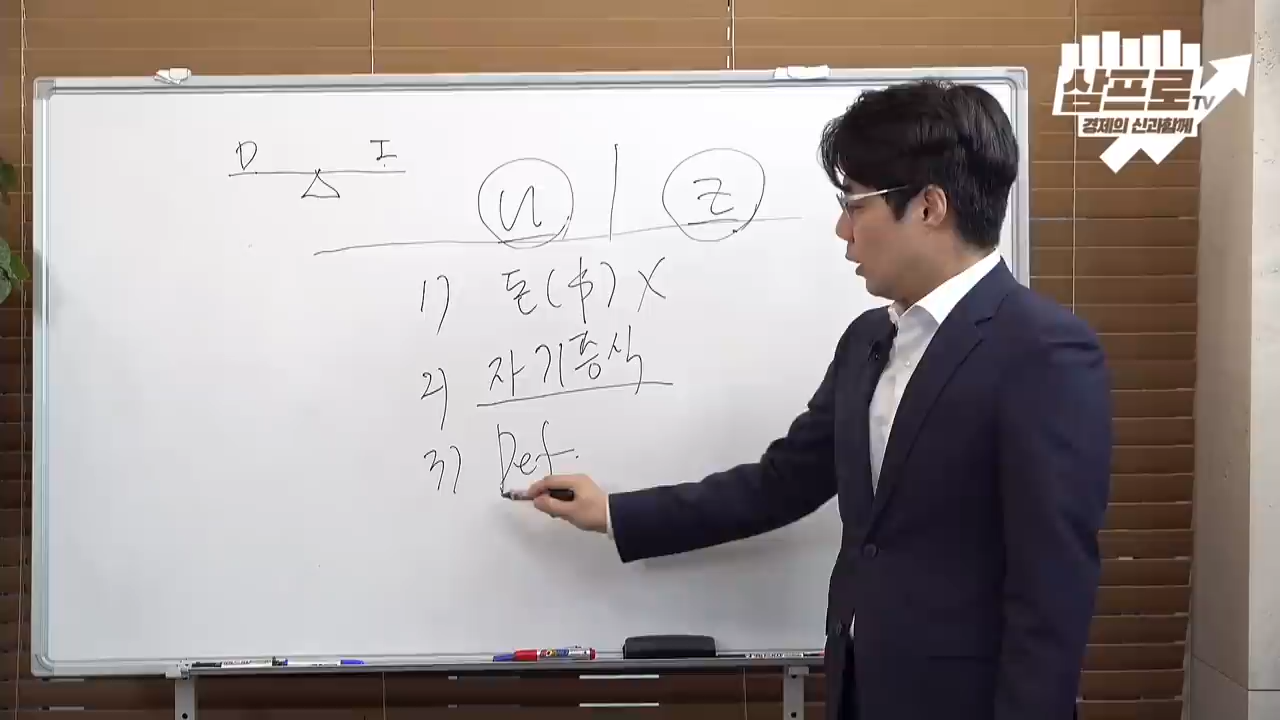 삼프로TV
경제의 신과함께
D. I.
u | z
1) 돈($) X
2) 자기증식
3) Def.